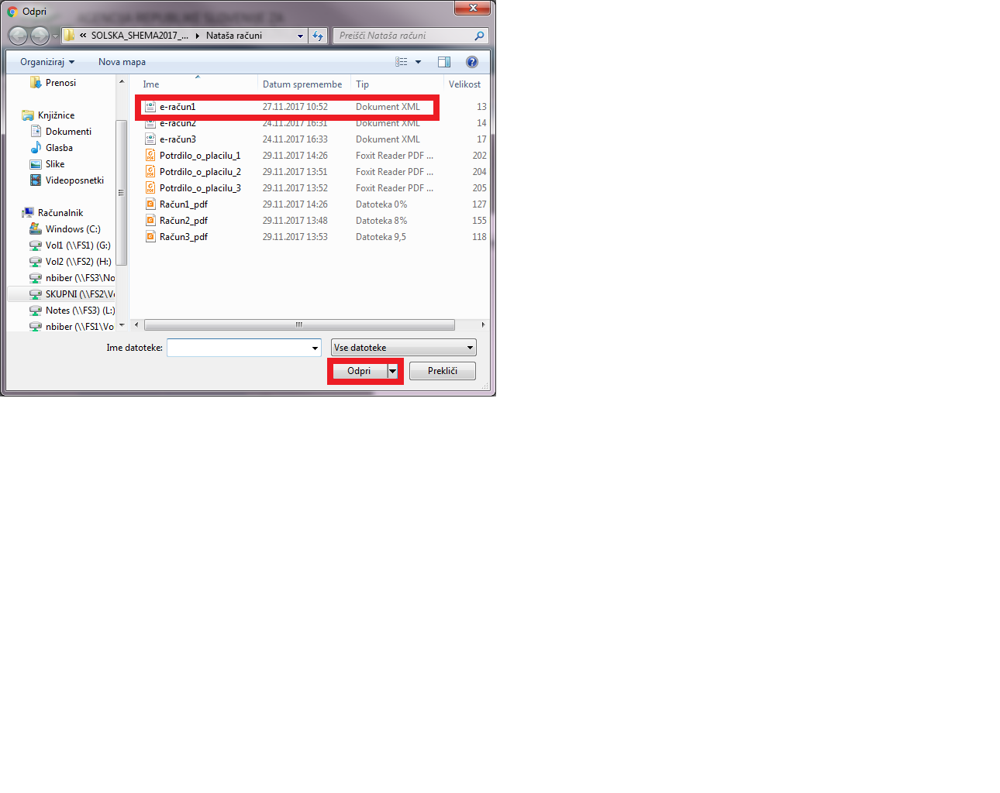 Odpri
AGENCIJA REPUBLIKE SLOVENIJE ZA
« SOLSKA_SHEMA2017_... Nataša računi
Preišči Nataša računi
Organiziraj Nova mapa
Ime Datum spremembe Tip Velikost
e-račun1 27.11.2017 10:52 Dokument XML 13
e-račun2 24.11.2017 16:31 Dokument XML 14
e-račun3 24.11.2017 16:33 Dokument XML 17
Potrdilo_o_placilu_1 29.11.2017 14:26 Foxit Reader PDF ... 202
Potrdilo_o_placilu_2 29.11.2017 13:51 Foxit Reader PDF ... 204
Potrdilo_o_placilu_3 29.11.2017 13:52 Foxit Reader PDF ... 205
Račun1_pdf 29.11.2017 14:26 Datoteka 0% 127
Račun2_pdf 29.11.2017 13:48 Datoteka 8% 155
Račun3_pdf 29.11.2017 13:53 Datoteka 9,5 118
Prenosi
Knjižnice
Dokumenti
Glasba
Slike
Videoposnetki
Računalnik
Windows (C:)
Vol1 (\\FS1) (G:)
Vol2 (\\FS2) (H:)
nbiber (\\FS3\No
SKUPNI (\\FS2\Vo
Notes (\\FS3) (L:)
nbiber (\\FS1\Vo
Ime datoteke: Vse datoteke
Odpri Prekliči